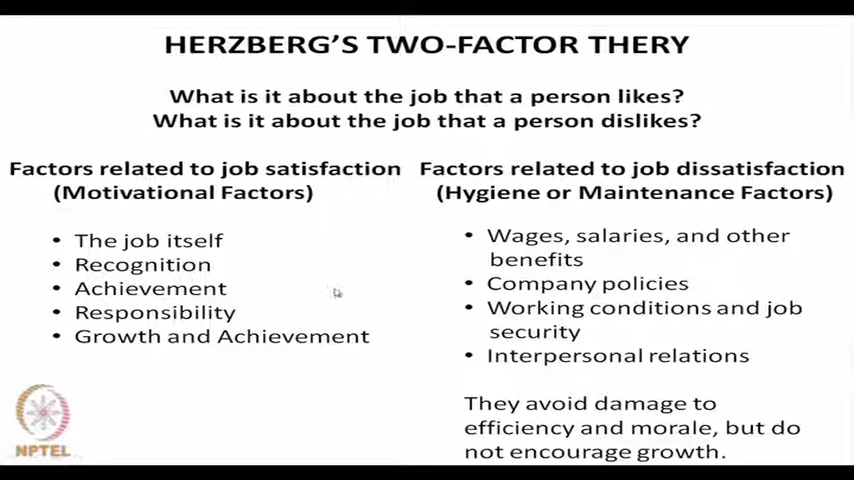 HERZBERG'S TWO-FACTOR THERY
What is it about the job that a person likes?
What is it about the job that a person dislikes?
Factors related to job satisfaction
(Motivational Factors)
• The job itself
• Recognition
• Achievement
• Responsibility
• Growth and Achievement
Factors related to job dissatisfaction
(Hygiene or Maintenance Factors)
• Wages, salaries, and other
benefits
• Company policies
• Working conditions and job
security
• Interpersonal relations
They avoid damage to
efficiency and morale, but do
not encourage growth.
NPTEL